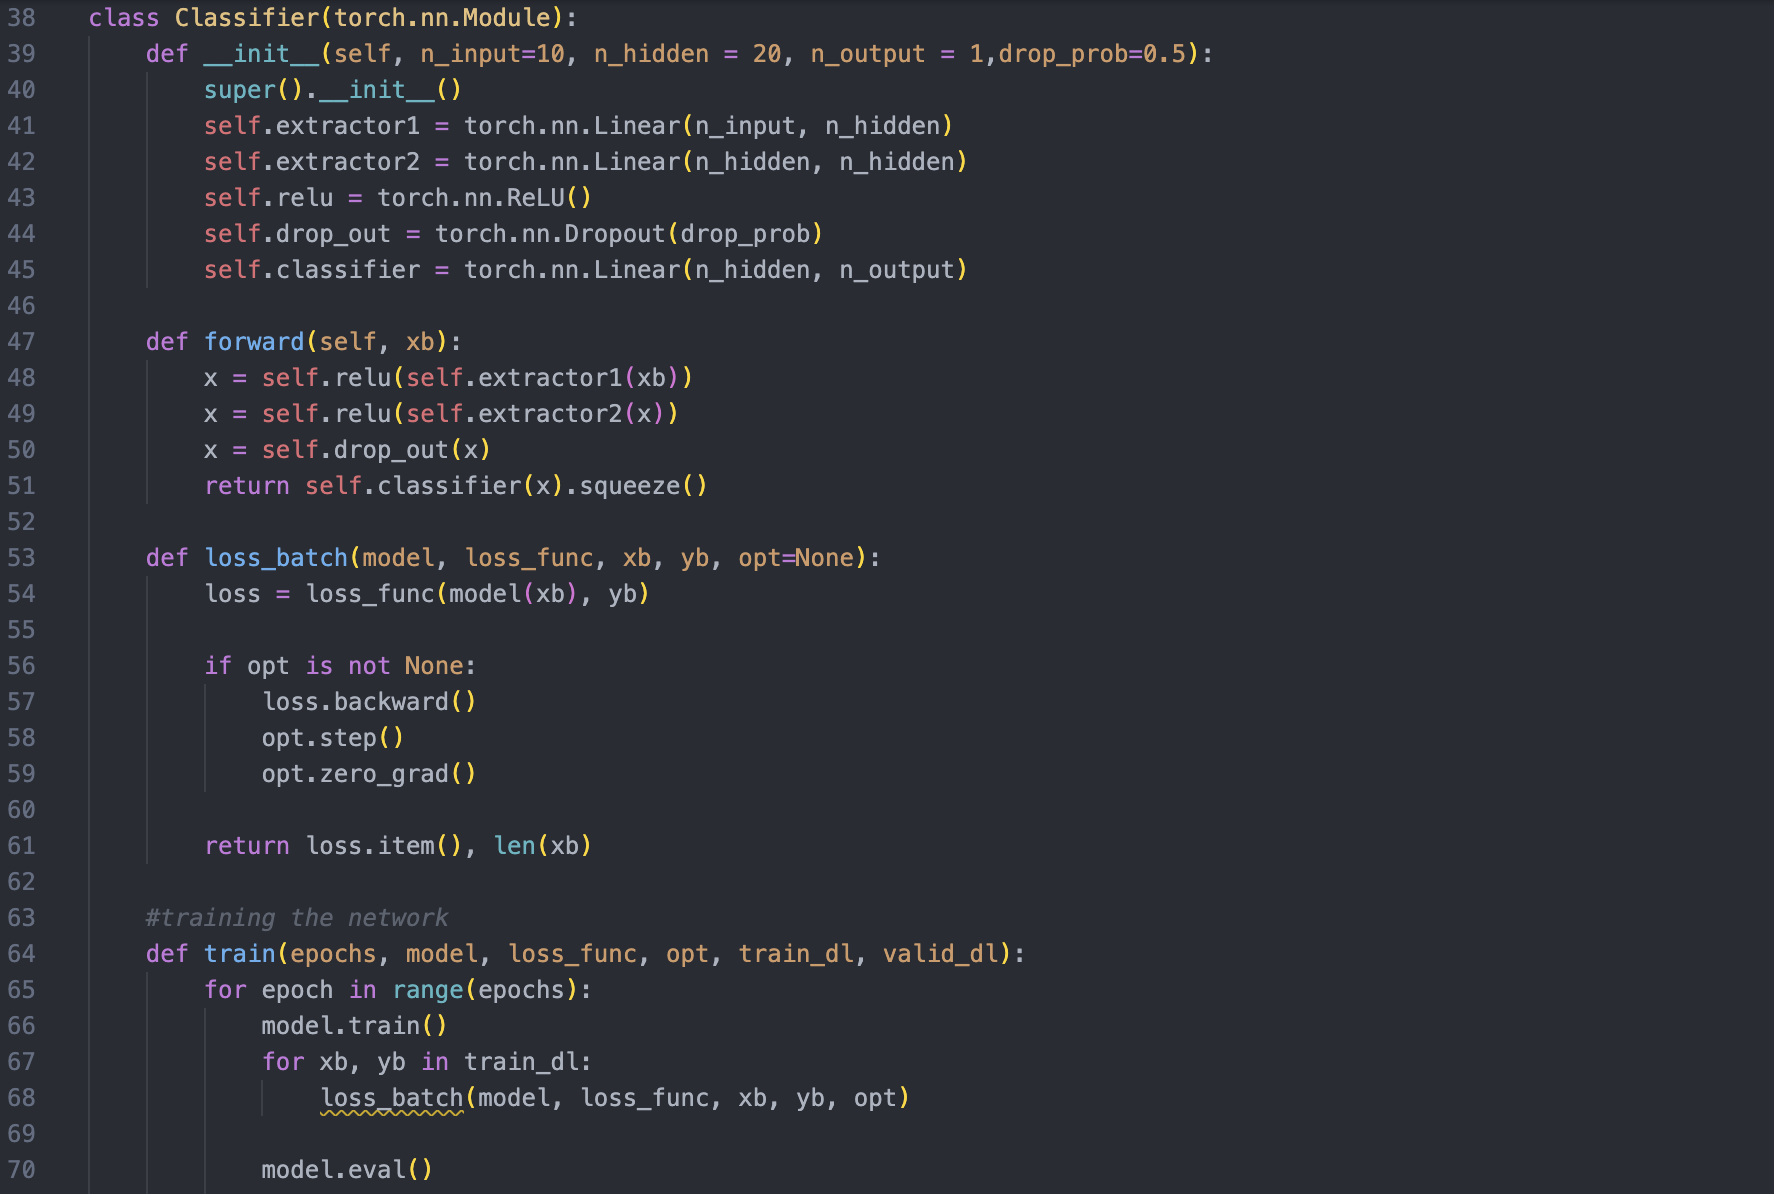 38 class Classifier(torch.nn.Module):
39     def __init__(self, n_input=10, n_hidden = 20, n_output = 1,drop_prob=0.5):
40         super().__init__()
41         self.extractor1 = torch.nn.Linear(n_input, n_hidden)
42         self.extractor2 = torch.nn.Linear(n_hidden, n_hidden)
43         self.relu = torch.nn.ReLU()
44         self.drop_out = torch.nn.Dropout(drop_prob)
45         self.classifier = torch.nn.Linear(n_hidden, n_output)
46
47     def forward(self, xb):
48         x = self.relu(self.extractor1(xb))
49         x = self.relu(self.extractor2(x))
50         x = self.drop_out(x)
51         return self.classifier(x).squeeze()
52
53     def loss_batch(model, loss_func, xb, yb, opt=None):
54         loss = loss_func(model(xb), yb)
55
56         if opt is not None:
57             loss.backward()
58             opt.step()
59             opt.zero_grad()
60
61         return loss.item(), len(xb)
62
63     #training the network
64     def train(epochs, model, loss_func, opt, train_dl, valid_dl):
65         for epoch in range(epochs):
66             model.train()
67             for xb, yb in train_dl:
68                 loss_batch(model, loss_func, xb, yb, opt)
69
70             model.eval()